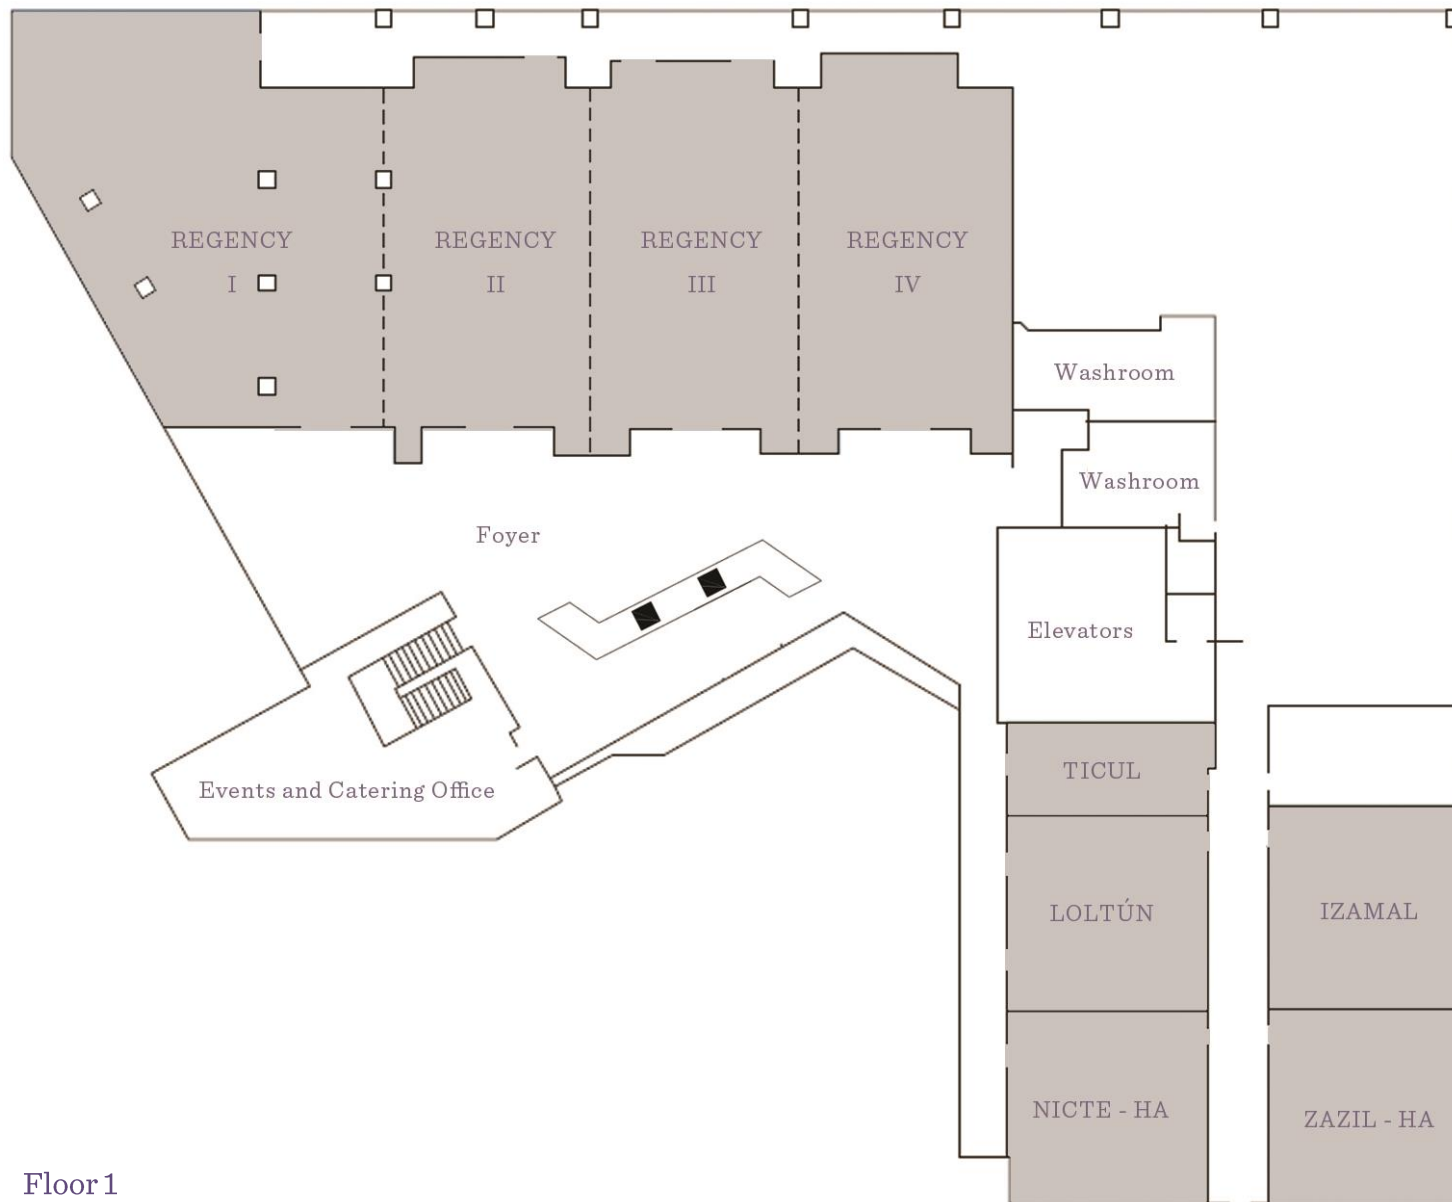 REGENCY
I
REGENCY
II
REGENCY
III
REGENCY
IV
Washroom
Washroom
Foyer
Elevators
Events and Catering Office
TICUL
LOLTÚN
IZAMAL
NICTE - HA
ZAZIL - HA
Floor 1